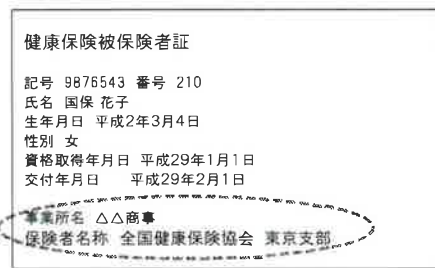 健康保険被保険者証
記号 9876543 番号 210
氏名 国保 花子
生年月日 平成2年3月4日
性別 女
資格取得年月日 平成29年1月1日
交付年月日 平成29年2月1日
事業所名 △△商事
保険者名称 全国健康保険協会 東京支部